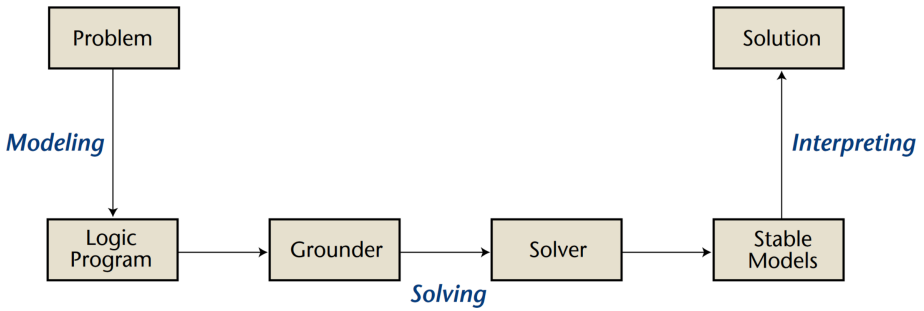 Problem
Solution
Modeling
Interpreting
Logic
Program
Grounder
Solver
Stable
Models
Solving